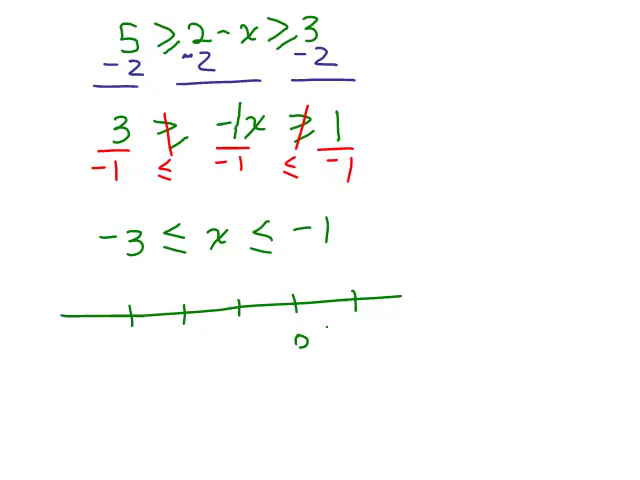 5 ≥ 2 - x ≥ 3
-2 -2 -2
3 ≥ -1x ≥ 1
-1 ≤ -1 ≤ -1
-3 ≤ x ≤ -1
0